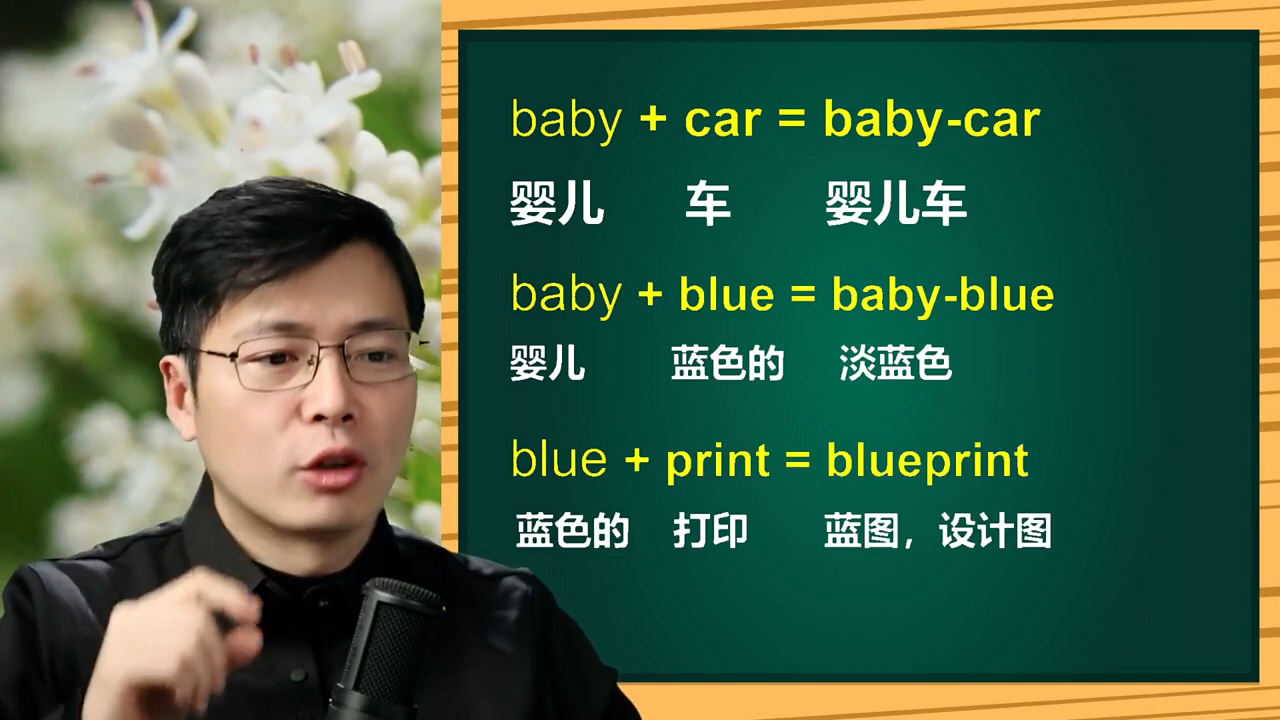 baby + car = baby-car
婴儿 车 婴儿车
baby + blue = baby-blue
婴儿 蓝色的 淡蓝色
blue + print = blueprint
蓝色的 打印 蓝图，设计图